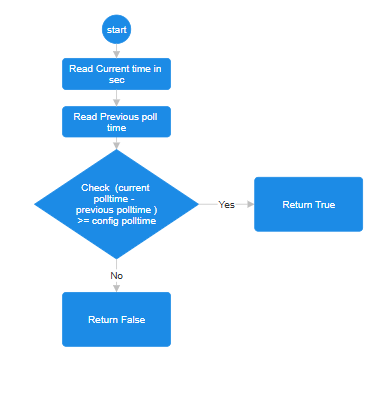 start
Read Current time in
sec
Read Previous poll
time
Check (current
polltime -
previous polltime )
>= config polltime
Yes
Return True
No
Return False